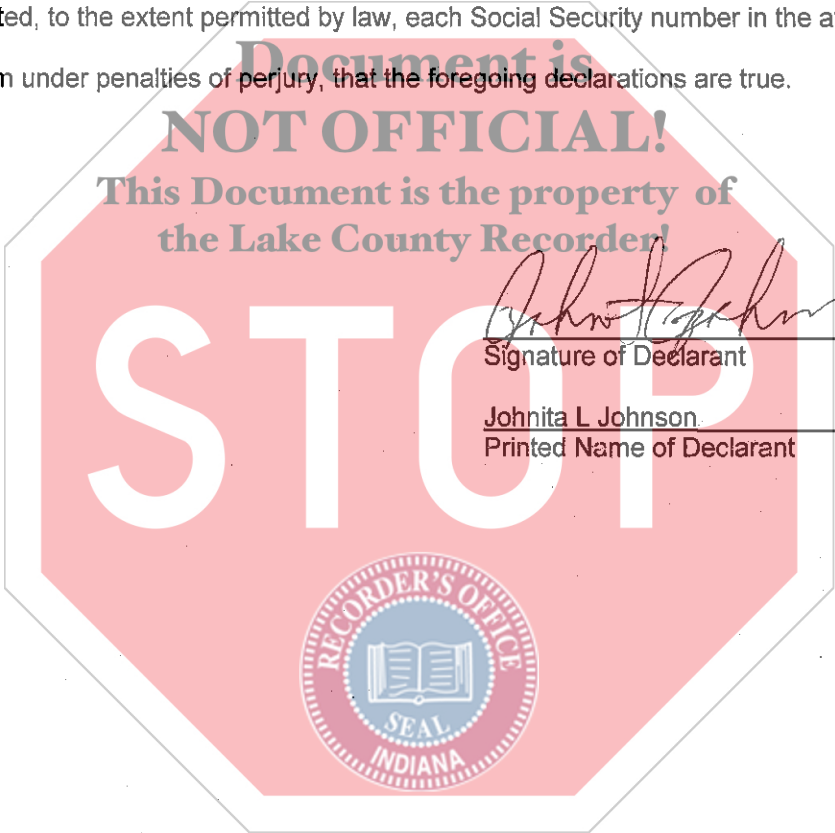 ted, to the extent permitted by law, each Social Security number in the a
Document is
m under penalties of perjury, that the foregoing declarations are true.
NOT OFFICIAL!
This Document is the property of
the Lake County Recorder!
STOP
Signature of Declarant
Johnita L Johnson
Printed Name of Declarant
RECORDER'S OFFICE
SEAL
INDIANA